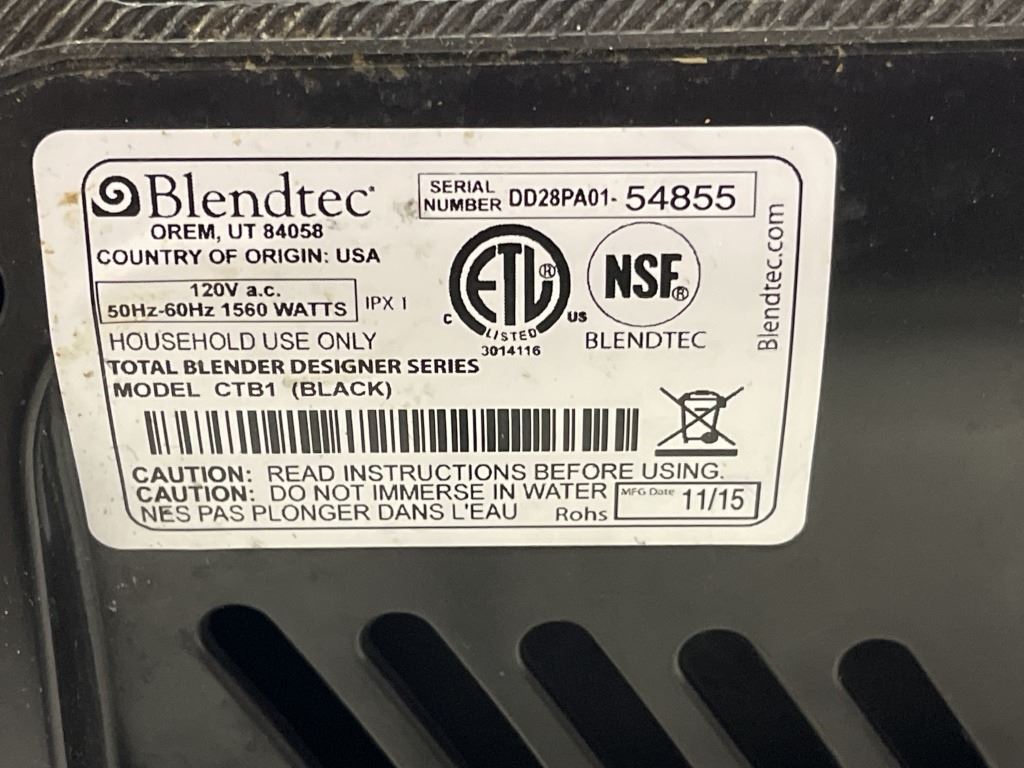 Blendtec
OREM, UT 84058
COUNTRY OF ORIGIN: USA
SERIAL NUMBER DD28PA01- 54855
120V a.c.
50Hz-60Hz 1560 WATTS
IPX 1
HOUSEHOLD USE ONLY
TOTAL BLENDER DESIGNER SERIES
MODEL CTB1 (BLACK)
ETL®
C US
LISTED
3014116
NSF®
BLENDTEC
Blendtec.com
CAUTION: READ INSTRUCTIONS BEFORE USING.
CAUTION: DO NOT IMMERSE IN WATER
NES PAS PLONGER DANS L'EAU
Rohs
MFG Date 11/15